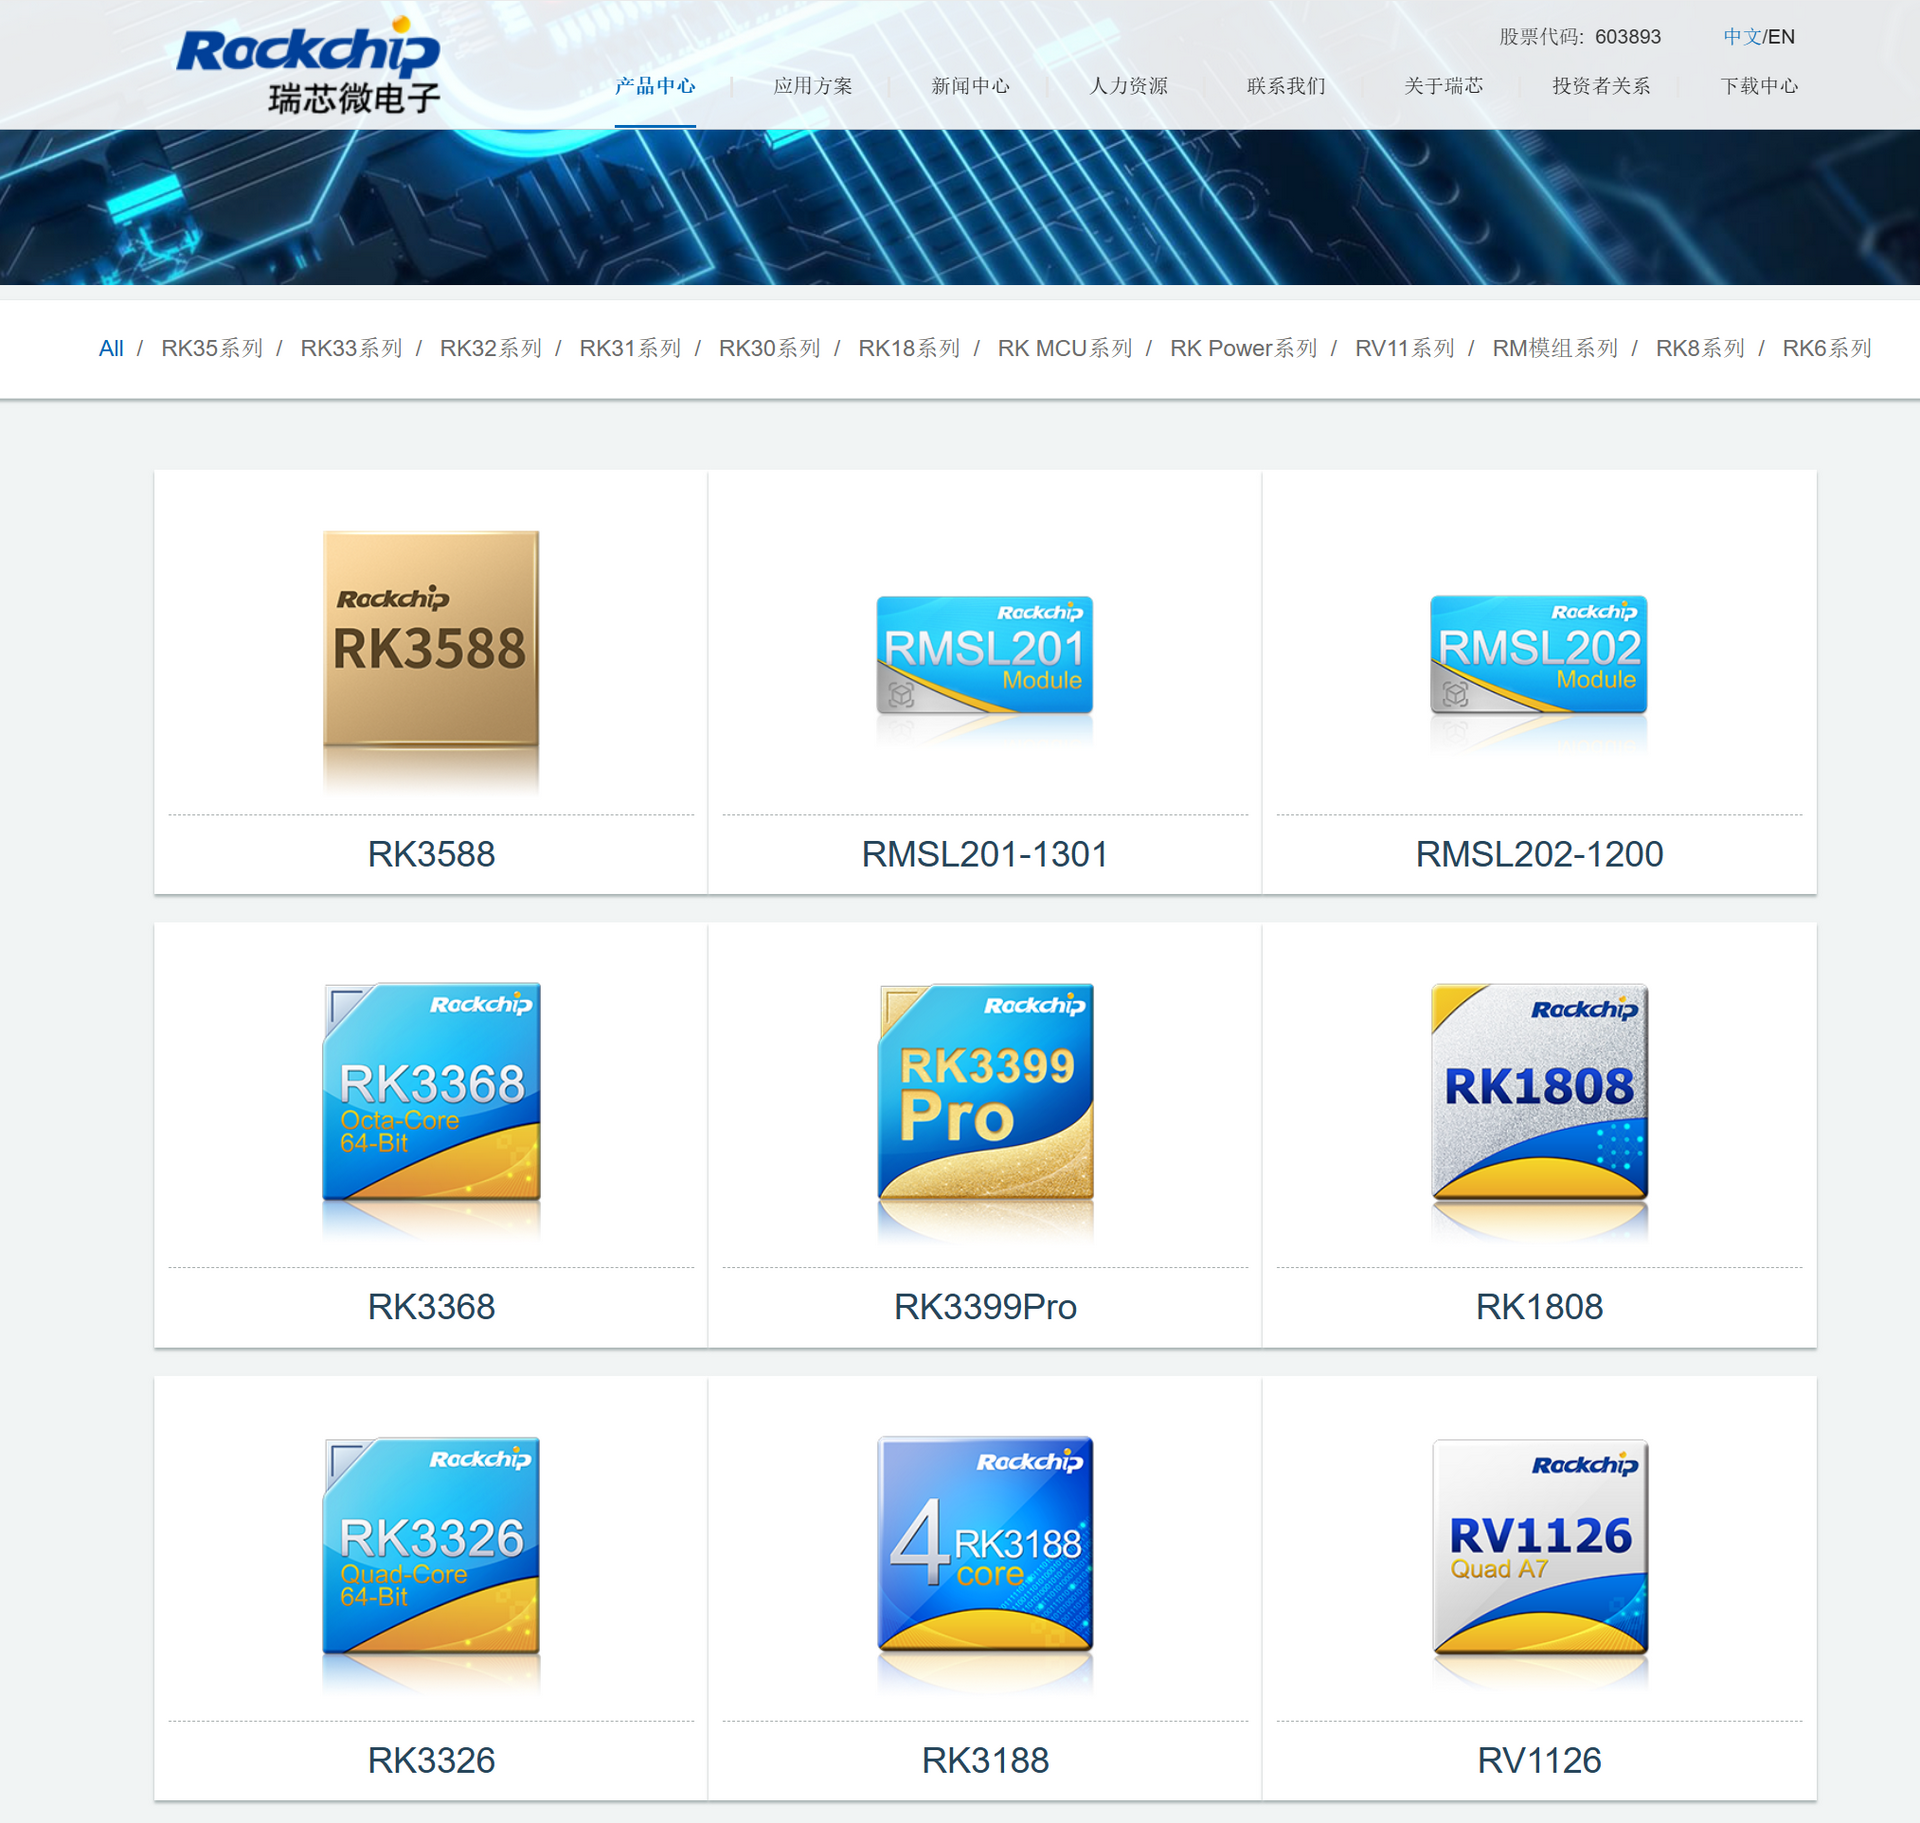 Rockchip
瑞芯微电子
股票代码: 603893
中文/EN
产品中心 应用方案 新闻中心 人力资源 联系我们 关于瑞芯 投资者关系 下载中心
All / RK35系列 / RK33系列 / RK32系列 / RK31系列 / RK30系列 / RK18系列 / RK MCU系列 / RK Power系列 / RV11系列 / RM模组系列 / RK8系列 / RK6系列
Rockchip
RK3588
RK3588
Rockchip
RMSL201
Module
RMSL201-1301
Rockchip
RMSL202
Module
RMSL202-1200
Rockchip
RK3368
Octa-Core
64-Bit
RK3368
Rockchip
RK3399
Pro
RK3399Pro
Rockchip
RK1808
RK1808
Rockchip
RK3326
Quad-Core
64-Bit
RK3326
Rockchip
4 RK3188
core
RK3188
Rockchip
RV1126
Quad A7
RV1126